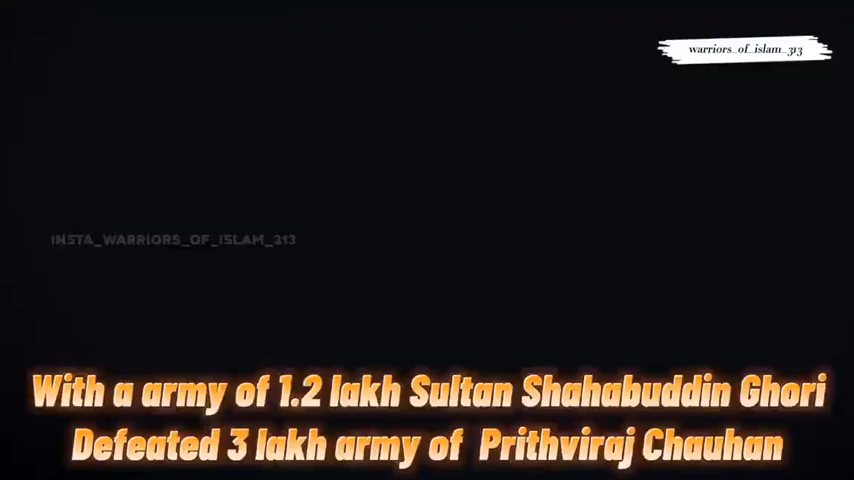 warriors_of_islam_313
INSTA_WARRIORS_OF_ISLAM_313
With a army of 1.2 lakh Sultan Shahabuddin Ghori
Defeated 3 lakh army of Prithviraj Chauhan